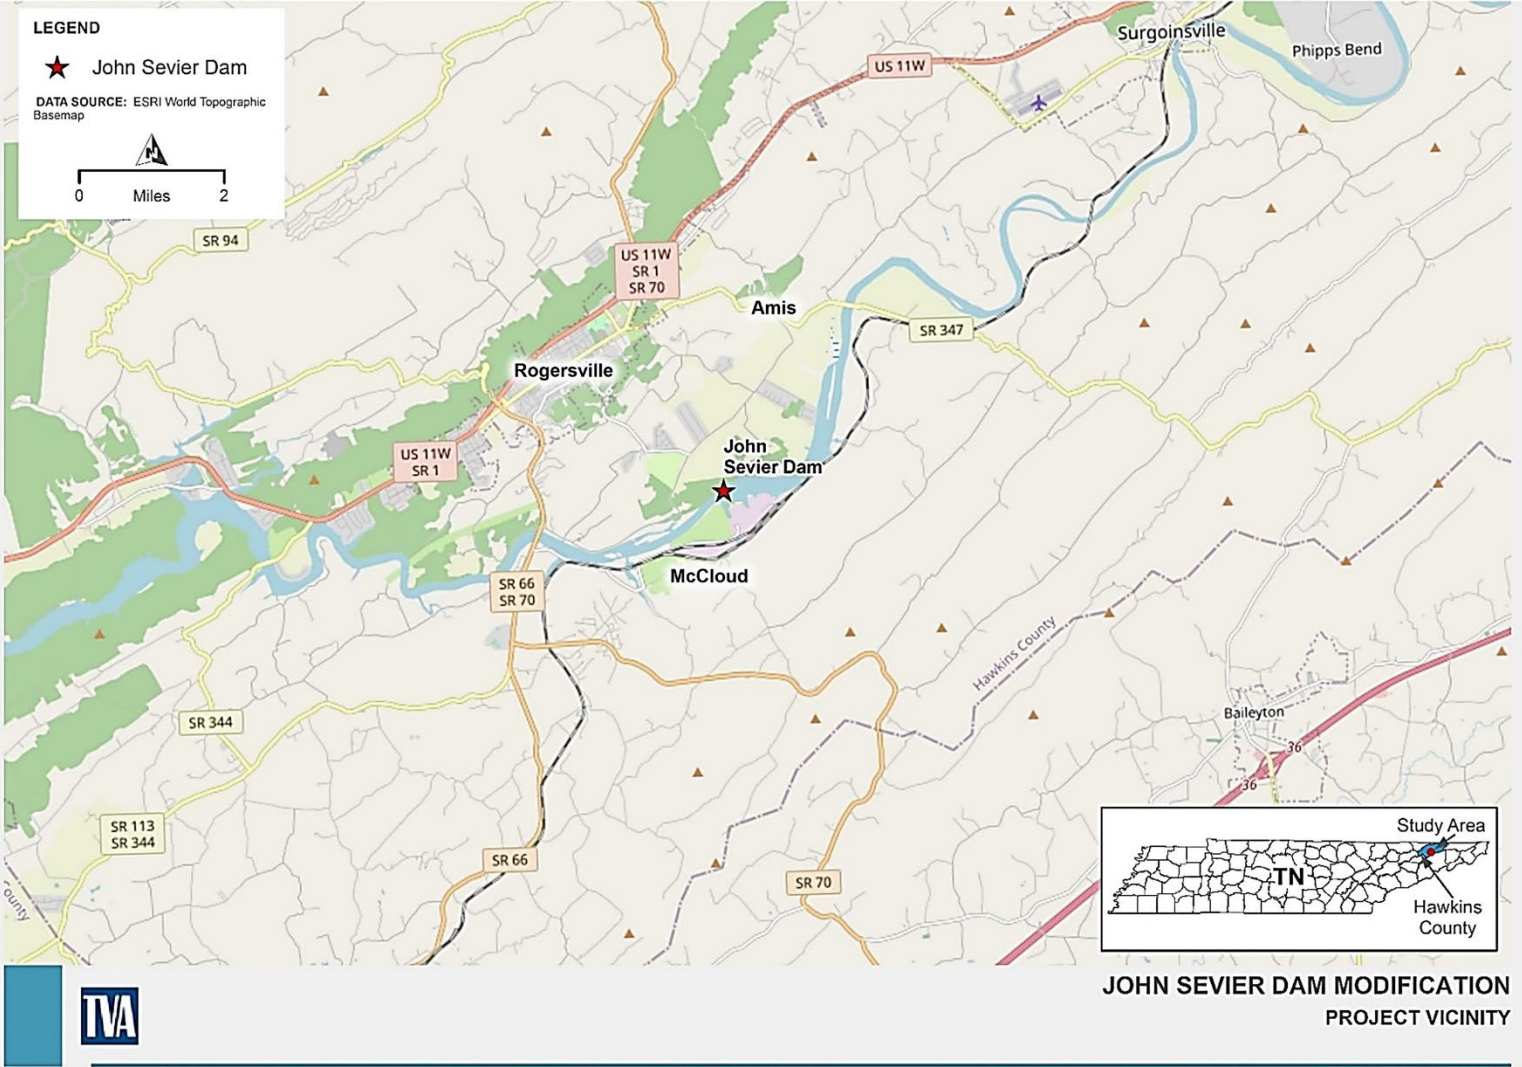 LEGEND
John Sevier Dam
DATA SOURCE: ESRI World Topographic
Basemap
N
0 Miles 2
Surgoinsville
Phipps Bend
US 11W
SR 94
US 11W
SR 1
SR 70
Amis
SR 347
Rogersville
US 11W
SR 1
John
Sevier Dam
McCloud
SR 66
SR 70
Hawkins County
SR 344
Baileyton
36
36
SR 113
SR 344
SR 66
SR 70
County
Study Area
TN
Hawkins
County
JOHN SEVIER DAM MODIFICATION
PROJECT VICINITY
TVA